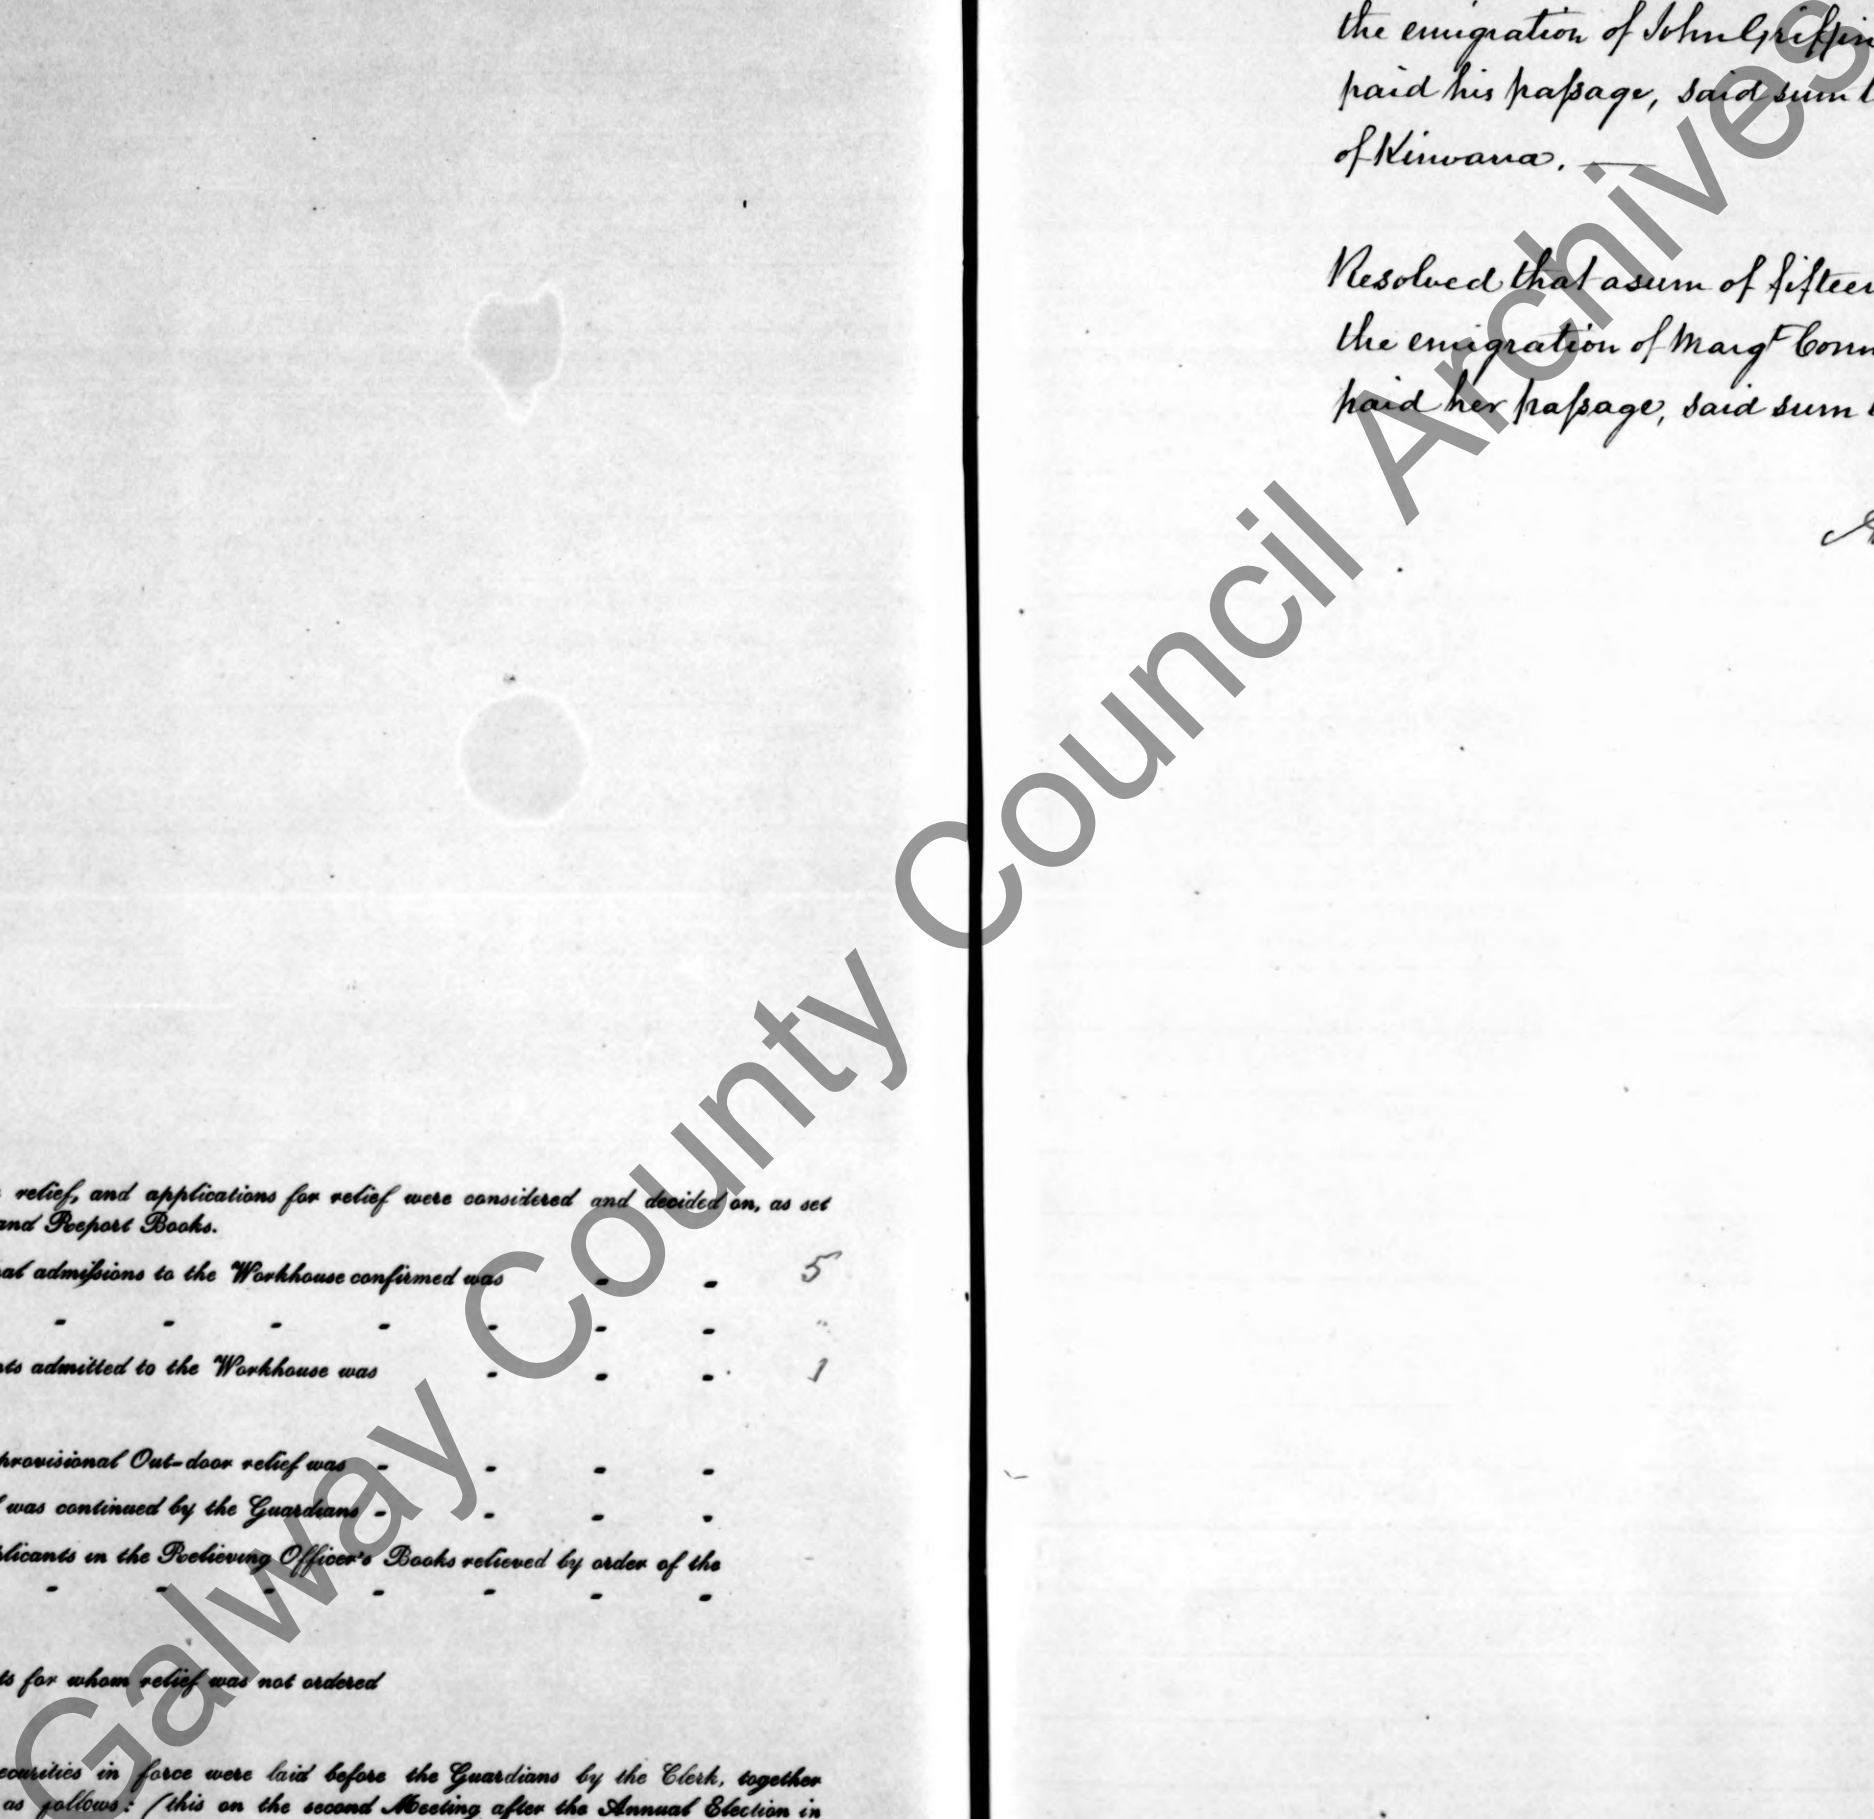 relief, and applications for relief were considered and decided on, as set
and Report Books.
admissions to the Workhouse confirmed was - - 5
- - - - - - - "
admitted to the Workhouse was - - - 1
provisional Out-door relief was - - - -
was continued by the Guardians - - - -
in the Relieving Officer's Books relieved by order of the
- - - - - - -
for whom relief was not ordered
in force were laid before the Guardians by the Clerk, together
as follows: (this on the second Meeting after the Annual Election in
the emigration of John Griffin
paid his paſsage, said sum
of Kinvara. —
Resolved that a sum of fifteen
the emigration of Margt Conn
paid her paſsage, said sum
Galway County Council Archives